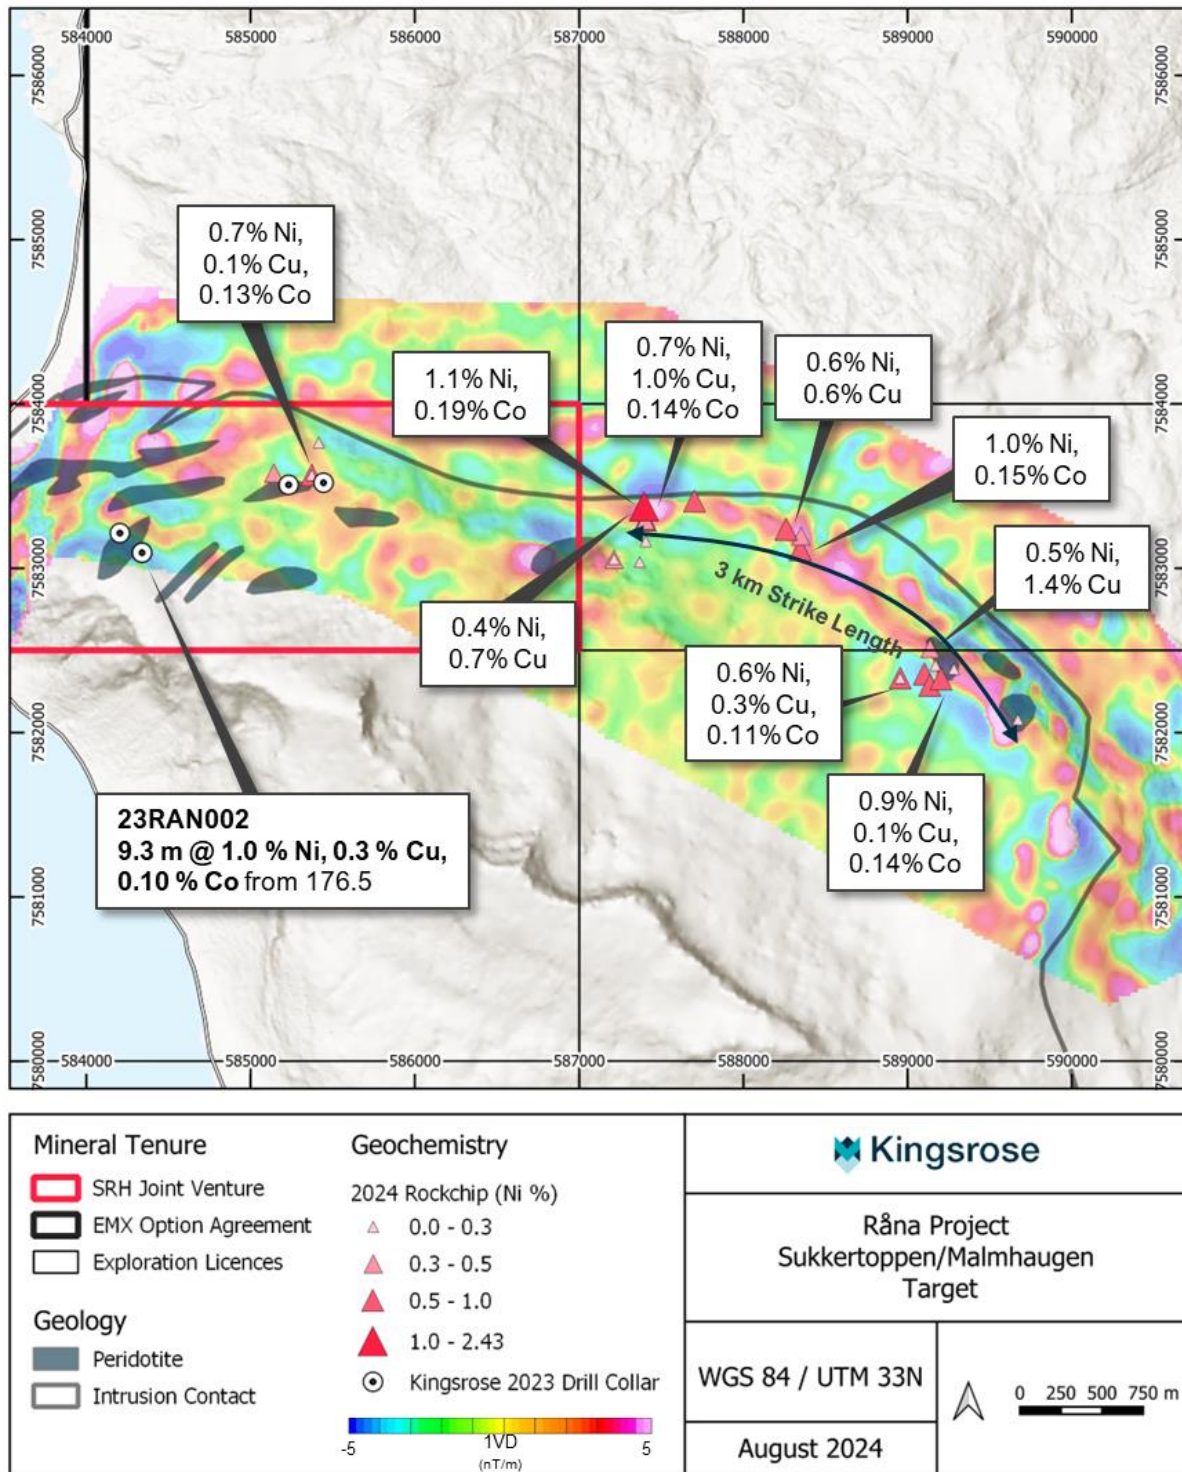 584000
585000
586000
587000
588000
589000
590000
7586000
7586000
7585000
7585000
0.7% Ni,
0.1% Cu,
0.13% Co
1.1% Ni,
0.19% Co
0.7% Ni,
1.0% Cu,
0.14% Co
0.6% Ni,
0.6% Cu
7584000
7584000
1.0% Ni,
0.15% Co
0.5% Ni,
1.4% Cu
7583000
7583000
3 km Strike Length
0.4% Ni,
0.7% Cu
0.6% Ni,
0.3% Cu,
0.11% Co
7582000
7582000
0.9% Ni,
0.1% Cu,
0.14% Co
23RAN002
9.3 m @ 1.0 % Ni, 0.3 % Cu,
0.10 % Co from 176.5
7581000
7581000
7580000
7580000
584000
585000
586000
587000
588000
589000
590000
Mineral Tenure
SRH Joint Venture
EMX Option Agreement
Exploration Licences
Geology
Peridotite
Intrusion Contact
Geochemistry
2024 Rockchip (Ni %)
0.0 - 0.3
0.3 - 0.5
0.5 - 1.0
1.0 - 2.43
Kingsrose 2023 Drill Collar
-5
1VD
(nT/m)
5
Kingsrose
Råna Project
Sukkertoppen/Malmhaugen
Target
WGS 84 / UTM 33N
August 2024
0 250 500 750 m